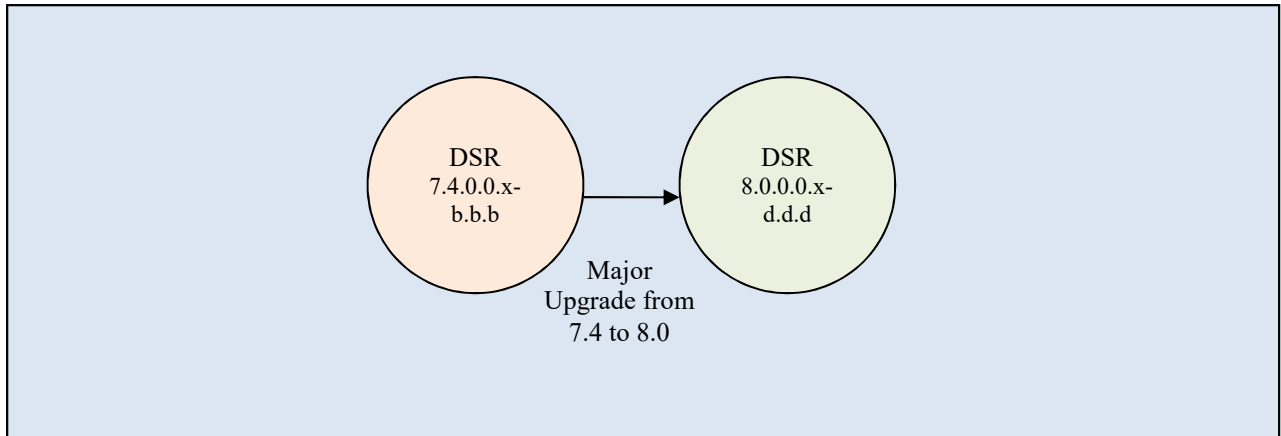 DSR
7.4.0.0.x-
b.b.b
DSR
8.0.0.0.x-
d.d.d
Major
Upgrade from
7.4 to 8.0